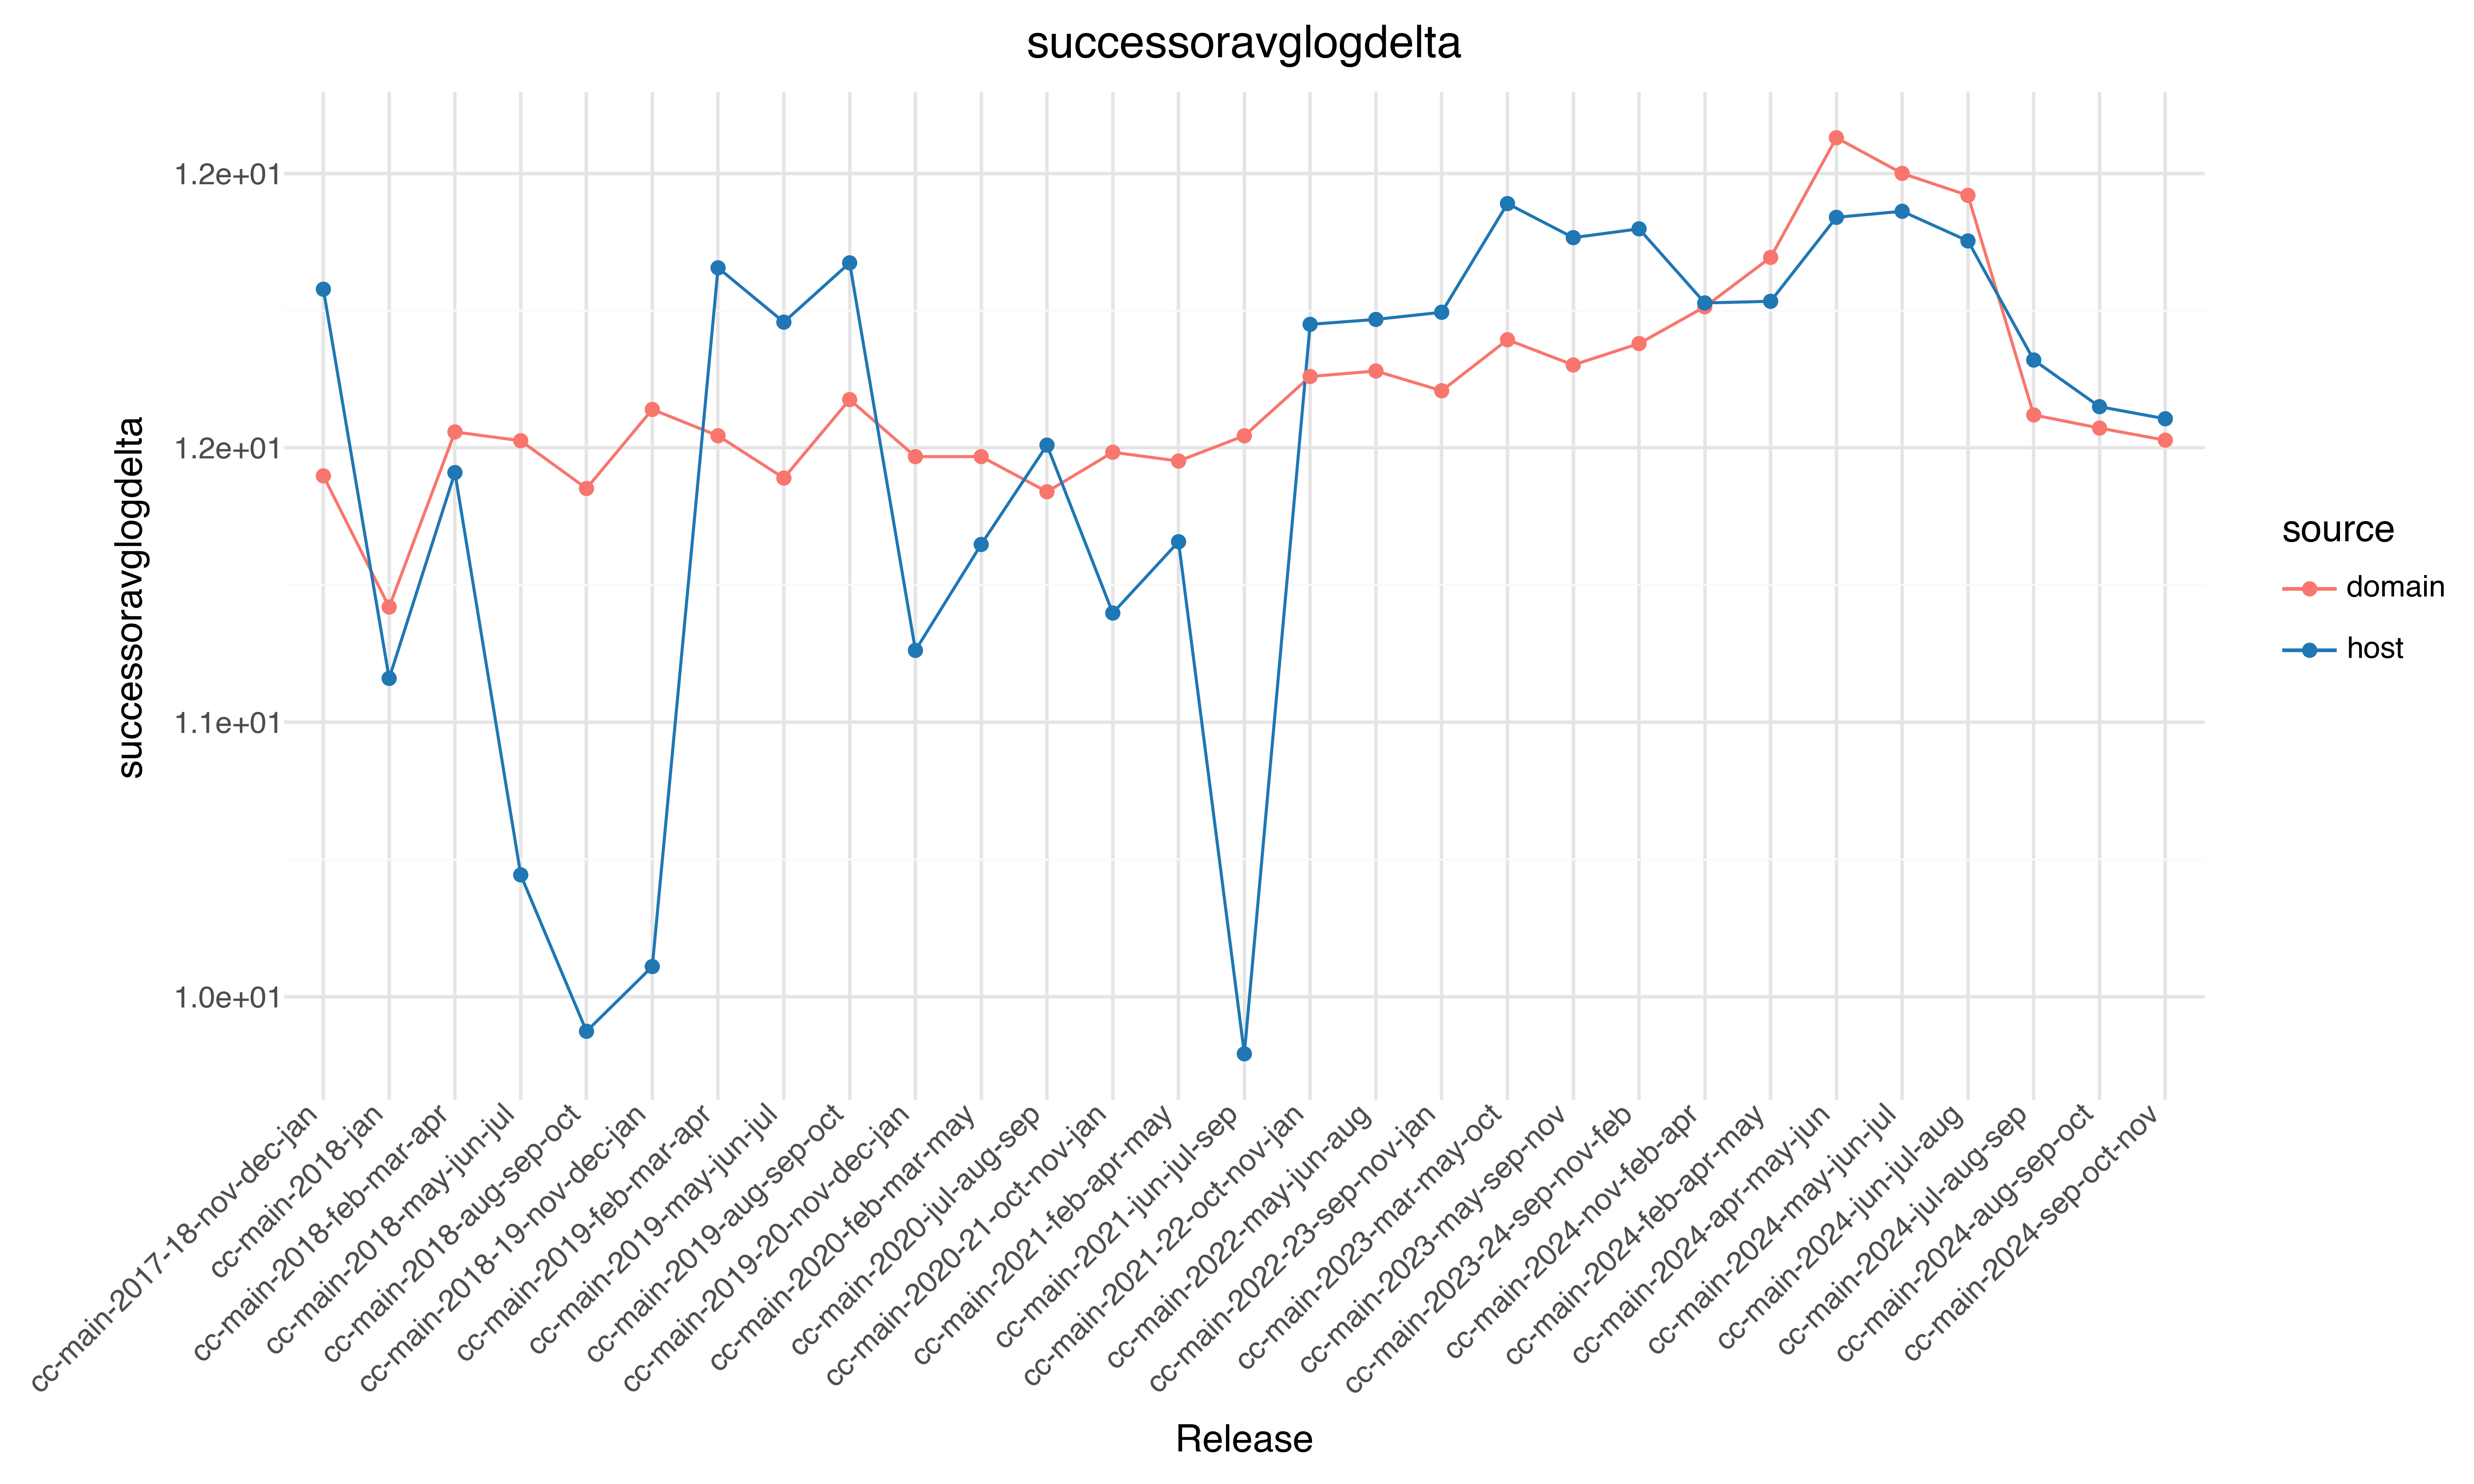 successoravglogdelta
1.2e+01
1.2e+01
1.1e+01
1.0e+01
successoravglogdelta
source
domain
host
cc-main-2017-18-nov-dec-jan
cc-main-2018-jan
cc-main-2018-feb-mar-apr
cc-main-2018-may-jun-jul
cc-main-2018-aug-sep-oct
cc-main-2018-19-nov-dec-jan
cc-main-2019-feb-mar-apr
cc-main-2019-may-jun-jul
cc-main-2019-aug-sep-oct
cc-main-2019-20-nov-dec-jan
cc-main-2020-feb-mar-may
cc-main-2020-jul-aug-sep
cc-main-2020-21-oct-nov-jan
cc-main-2021-feb-apr-may
cc-main-2021-jun-jul-sep
cc-main-2021-22-oct-nov-jan
cc-main-2022-may-jun-aug
cc-main-2022-23-sep-nov-jan
cc-main-2023-mar-may-oct
cc-main-2023-may-sep-nov
cc-main-2023-24-sep-nov-feb
cc-main-2024-nov-feb-apr
cc-main-2024-feb-apr-may
cc-main-2024-apr-may-jun
cc-main-2024-may-jun-jul
cc-main-2024-jun-jul-aug
cc-main-2024-jul-aug-sep
cc-main-2024-aug-sep-oct
cc-main-2024-sep-oct-nov
Release